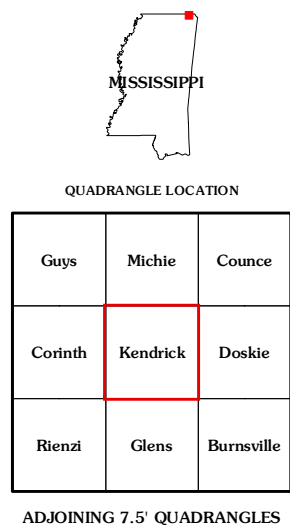 MISSISSIPPI
QUADRANGLE LOCATION
Guys Michie Counce
Corinth Kendrick Doskie
Rienzi Glens Burnsville
ADJOINING 7.5' QUADRANGLES